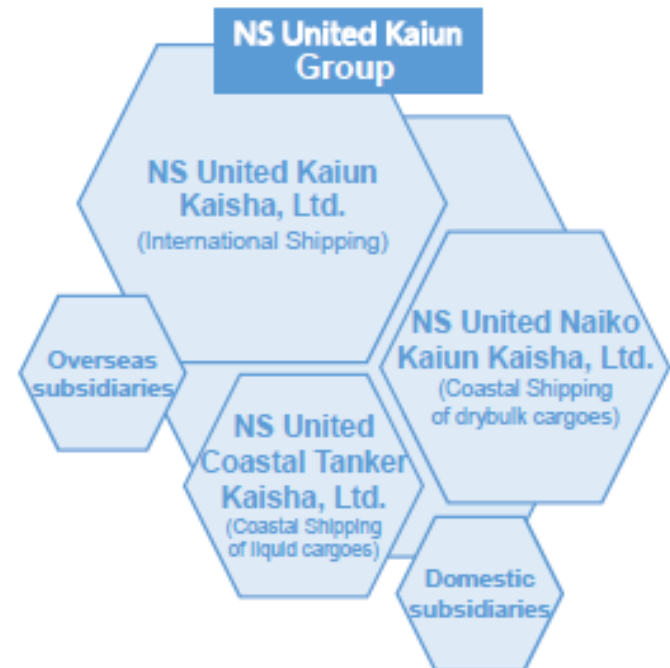 NS United Kaiun
Group
NS United Kaiun
Kaisha, Ltd.
(International Shipping)
NS United Naiko
Kaiun Kaisha, Ltd.
(Coastal Shipping
of drybulk cargoes)
Overseas
subsidiaries
NS United
Coastal Tanker
Kaisha, Ltd.
(Coastal Shipping
of liquid cargoes)
Domestic
subsidiaries